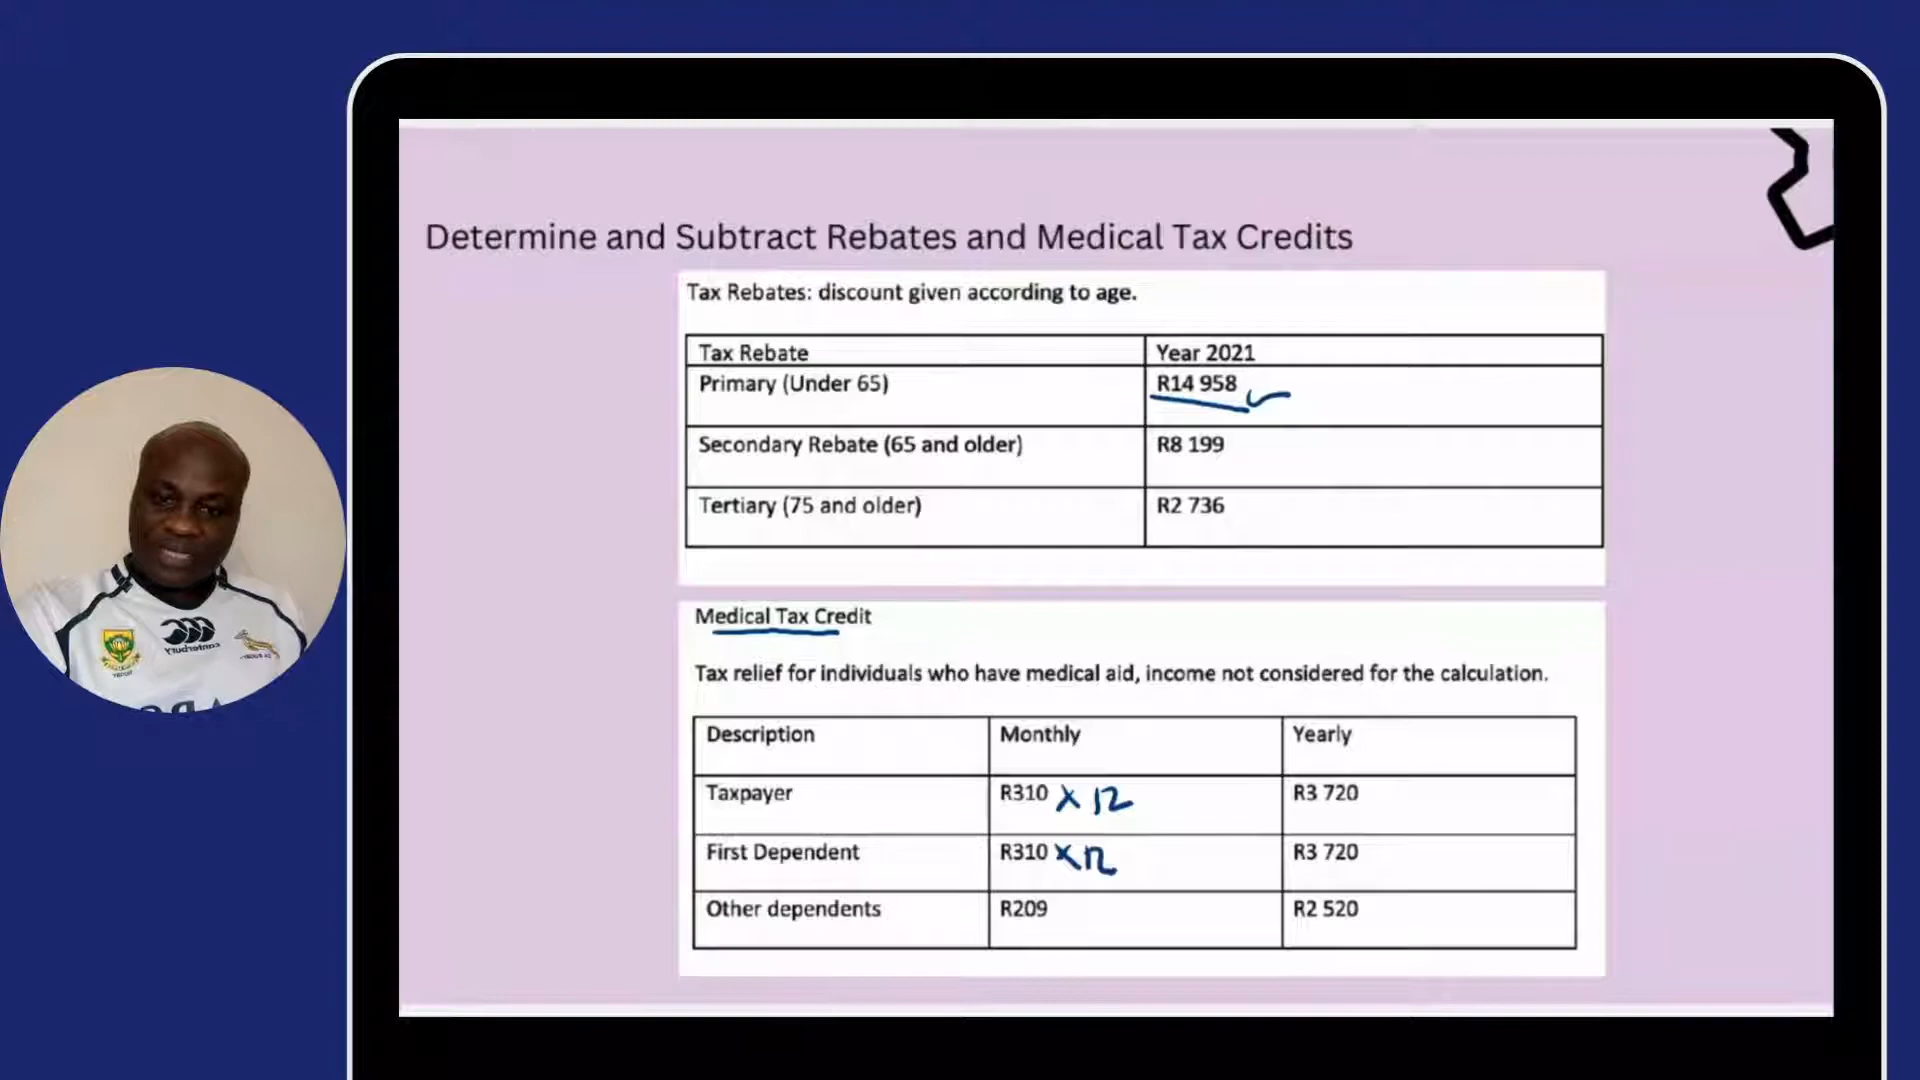 Determine and Subtract Rebates and Medical Tax Credits
Tax Rebates: discount given according to age.
Tax Rebate Year 2021
Primary (Under 65) R14 958
Secondary Rebate (65 and older) R8 199
Tertiary (75 and older) R2 736
Medical Tax Credit
Tax relief for individuals who have medical aid, income not considered for the calculation.
Description Monthly Yearly
Taxpayer R310 x 12 R3 720
First Dependent R310 x 12 R3 720
Other dependents R209 R2 520